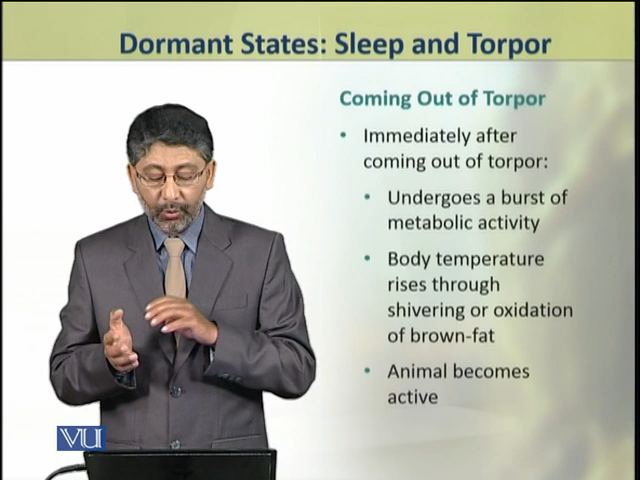 Dormant States: Sleep and Torpor
Coming Out of Torpor
• Immediately after
coming out of torpor:
• Undergoes a burst of
metabolic activity
• Body temperature
rises through
shivering or oxidation
of brown-fat
• Animal becomes
active
VU